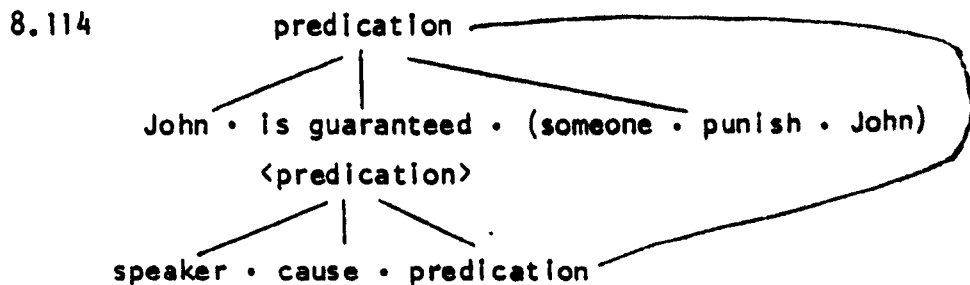 8.114 predication
John • is guaranteed • (someone • punish • John)
<predication>
speaker • cause • predication